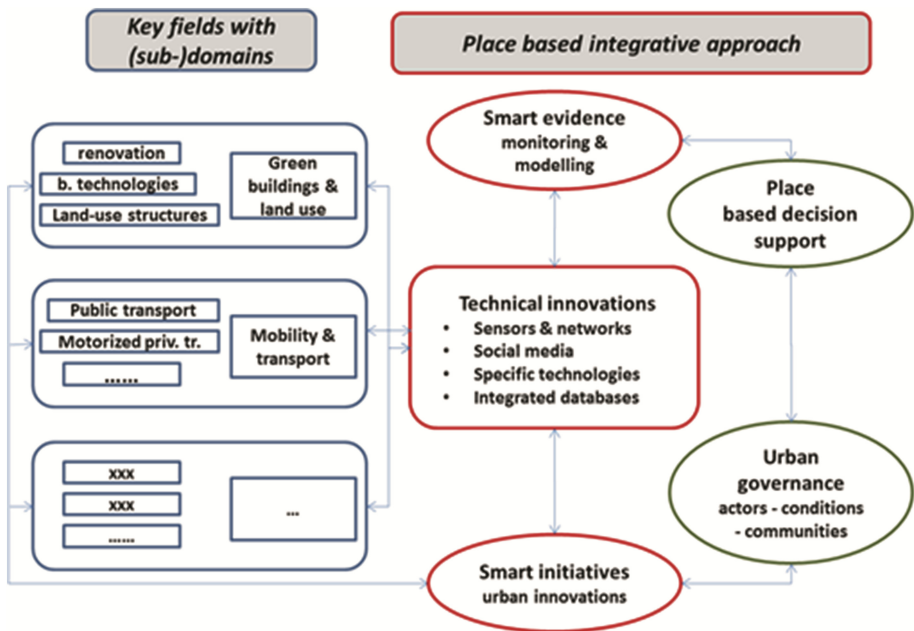 Key fields with
(sub-)domains
Place based integrative approach
renovation
b. technologies
Land-use structures
Green
buildings &
land use
Public transport
Motorized priv. tr.
......
Mobility &
transport
xxx
xxx
......
...
Smart evidence
monitoring &
modelling
Technical innovations
• Sensors & networks
• Social media
• Specific technologies
• Integrated databases
Smart initiatives
urban innovations
Place
based decision
support
Urban
governance
actors - conditions
- communities